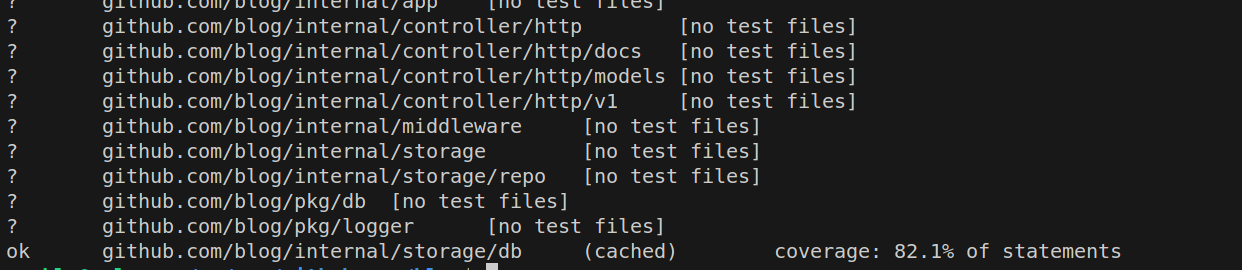 ? github.com/blog/internal/app [no test files]
? github.com/blog/internal/controller/http [no test files]
? github.com/blog/internal/controller/http/docs [no test files]
? github.com/blog/internal/controller/http/models [no test files]
? github.com/blog/internal/controller/http/v1 [no test files]
? github.com/blog/internal/middleware [no test files]
? github.com/blog/internal/storage [no test files]
? github.com/blog/internal/storage/repo [no test files]
? github.com/blog/pkg/db [no test files]
? github.com/blog/pkg/logger [no test files]
ok github.com/blog/internal/storage/db (cached) coverage: 82.1% of statements